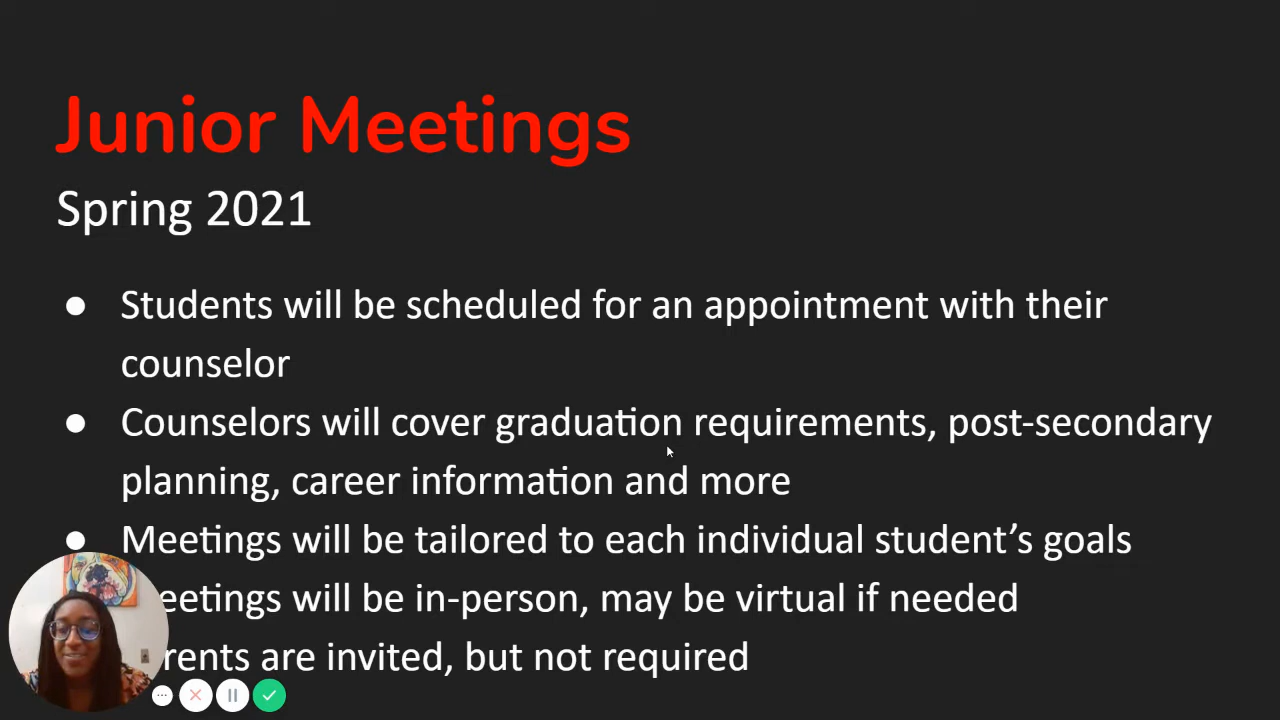 Junior Meetings
Spring 2021
● Students will be scheduled for an appointment with their
counselor
● Counselors will cover graduation requirements, post-secondary
planning, career information and more
● Meetings will be tailored to each individual student’s goals
eetings will be in-person, may be virtual if needed
rents are invited, but not required